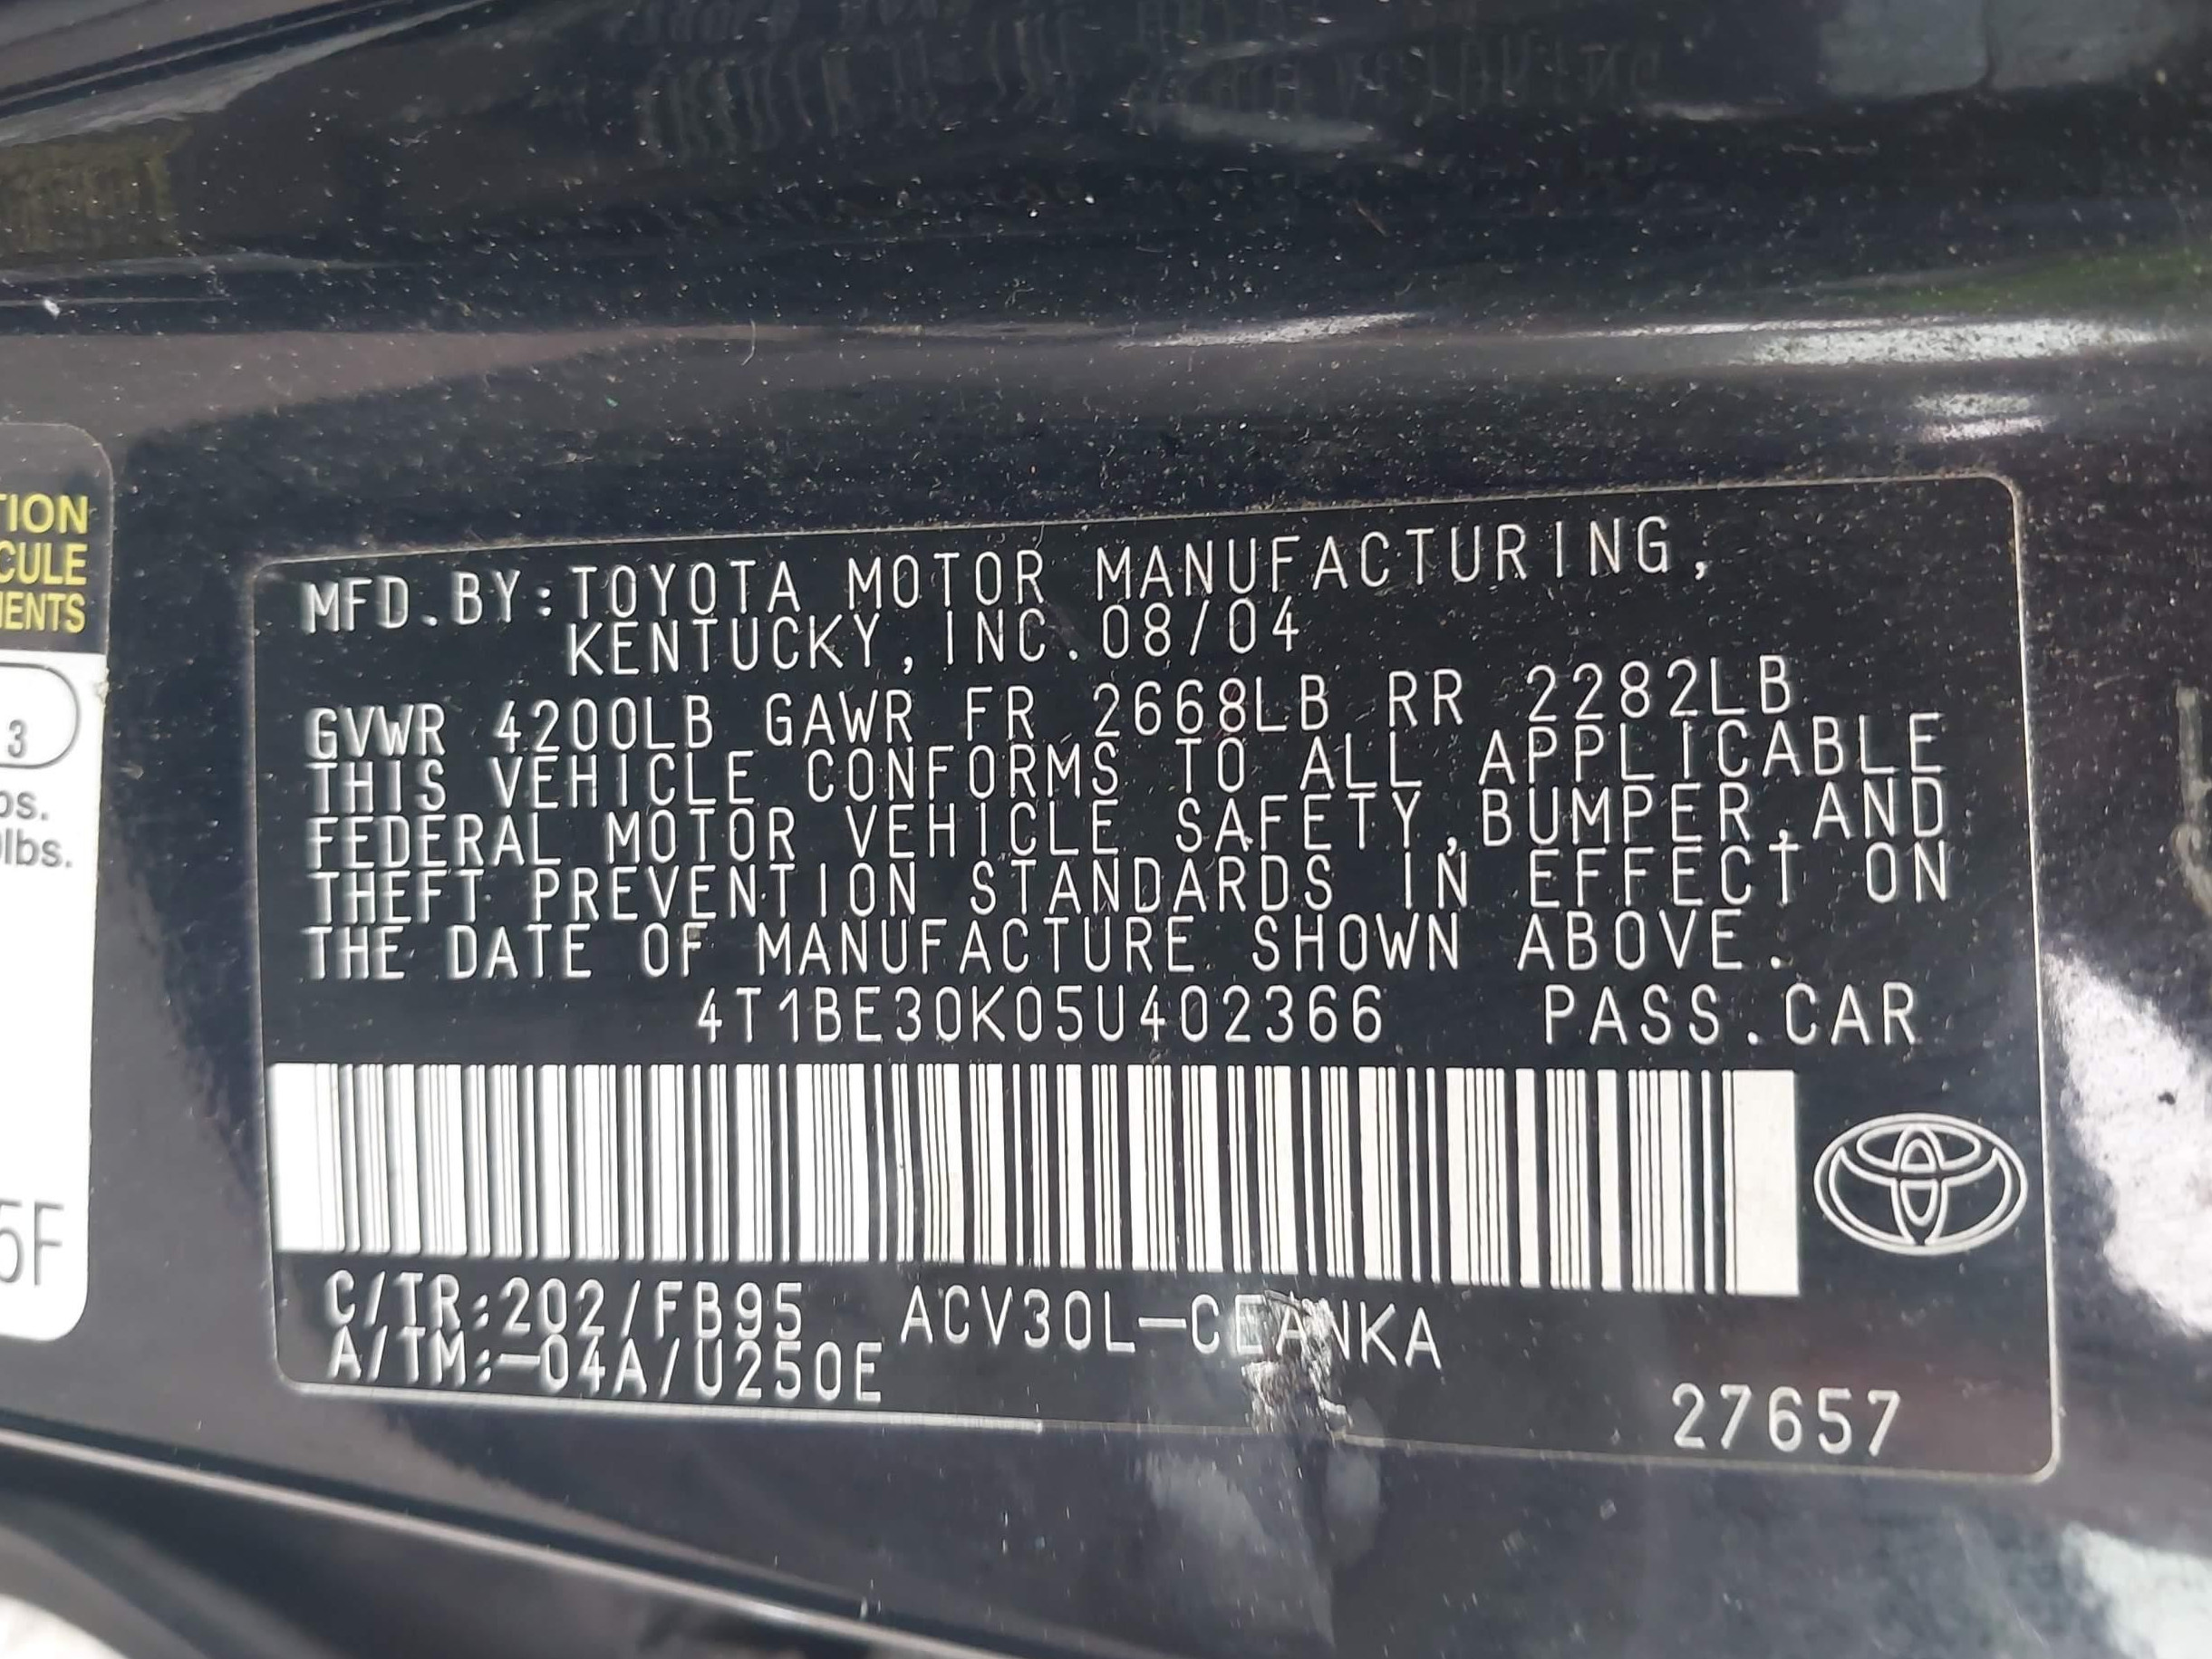 TION
CULE
IENTS
3
os.
lbs.
5F
MFD.BY:TOYOTA MOTOR MANUFACTURING,
KENTUCKY, INC.08/04
GVWR 4200LB GAWR FR 2668LB RR 2282LB
THIS VEHICLE CONFORMS TO ALL APPLICABLE
FEDERAL MOTOR VEHICLE SAFETY,BUMPER,AND
THEFT PREVENTION STANDARDS IN EFFECT ON
THE DATE OF MANUFACTURE SHOWN ABOVE.
4T1BE30K05U402366 PASS.CAR
C/TR:202/FB95 ACV30L-CEANKA
A/TM:-04A/U250E
27657